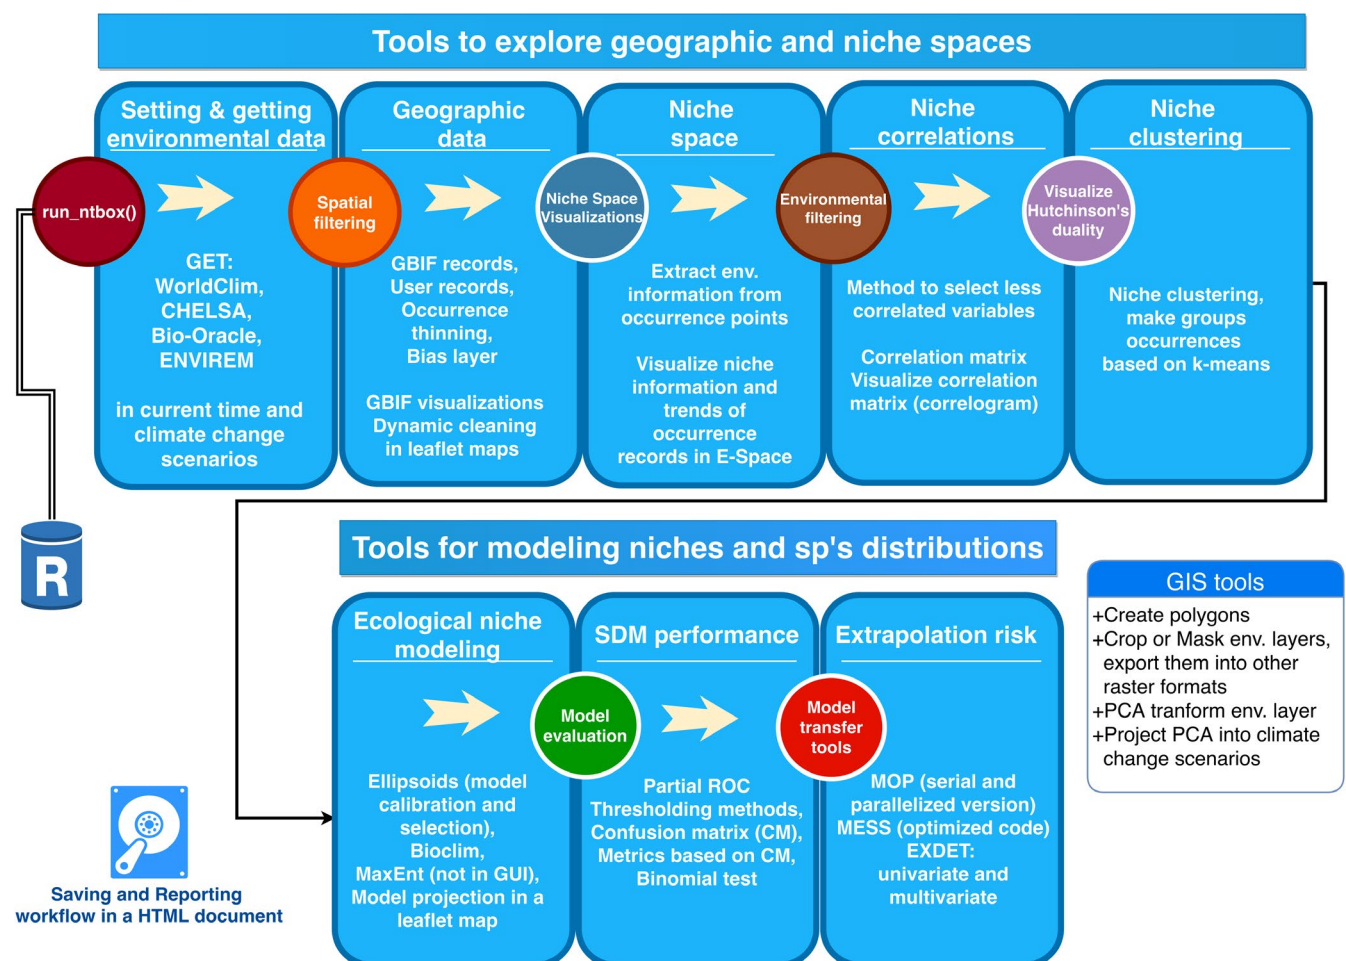 Tools to explore geographic and niche spaces
Setting & getting
environmental data
run_ntbox()
GET:
WorldClim,
CHELSA,
Bio-Oracle,
ENVIREM
in current time and
climate change
scenarios
Spatial
filtering
Geographic
data
GBIF records,
User records,
Occurrence
thinning,
Bias layer
GBIF visualizations
Dynamic cleaning
in leaflet maps
Niche Space
Visualizations
Niche
space
Extract env.
information from
occurrence points
Visualize niche
information and
trends of
occurrence
records in E-Space
Environmental
filtering
Niche
correlations
Method to select less
correlated variables
Correlation matrix
Visualize correlation
matrix (correlogram)
Visualize
Hutchinson's
duality
Niche
clustering
Niche clustering,
make groups
occurrences
based on k-means
R
Tools for modeling niches and sp's distributions
Ecological niche
modeling
Ellipsoids (model
calibration and
selection),
Bioclim,
MaxEnt (not in GUI),
Model projection in a
leaflet map
Model
evaluation
SDM performance
Partial ROC
Thresholding methods,
Confusion matrix (CM),
Metrics based on CM,
Binomial test
Model
transfer
tools
Extrapolation risk
MOP (serial and
parallelized version)
MESS (optimized code)
EXDET:
univariate and
multivariate
GIS tools
+Create polygons
+Crop or Mask env. layers,
export them into other
raster formats
+PCA tranform env. layer
+Project PCA into climate
change scenarios
Saving and Reporting
workflow in a HTML document